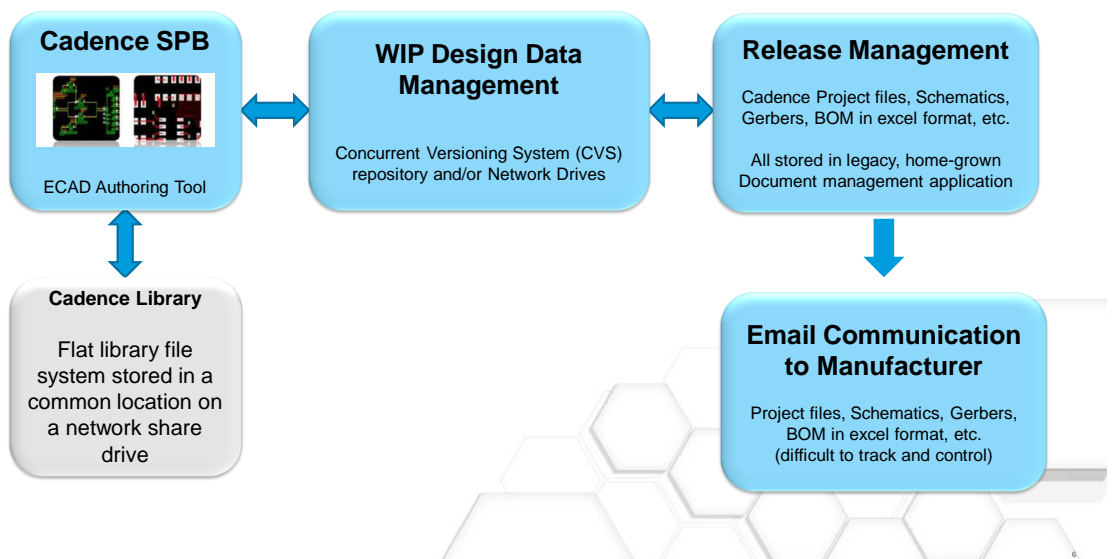 Cadence SPB
ECAD Authoring Tool
WIP Design Data
Management
Concurrent Versioning System (CVS)
repository and/or Network Drives
Release Management
Cadence Project files, Schematics,
Gerbers, BOM in excel format, etc.
All stored in legacy, home-grown
Document management application
Cadence Library
Flat library file
system stored in a
common location on
a network share
drive
Email Communication
to Manufacturer
Project files, Schematics, Gerbers,
BOM in excel format, etc.
(difficult to track and control)
6